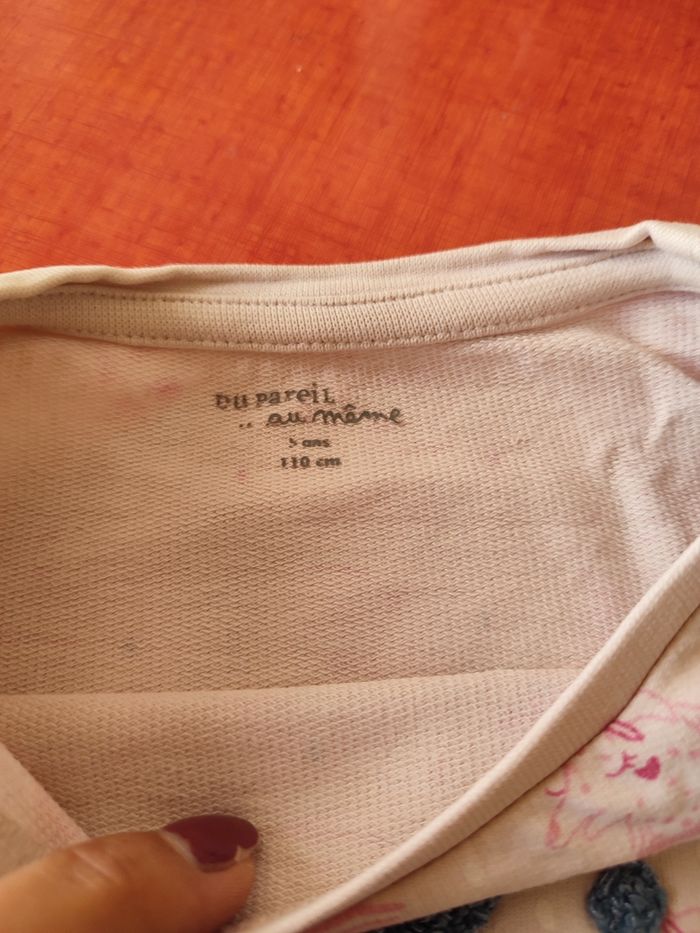 DU PAREIL
.. au même
5 ans
110 cm